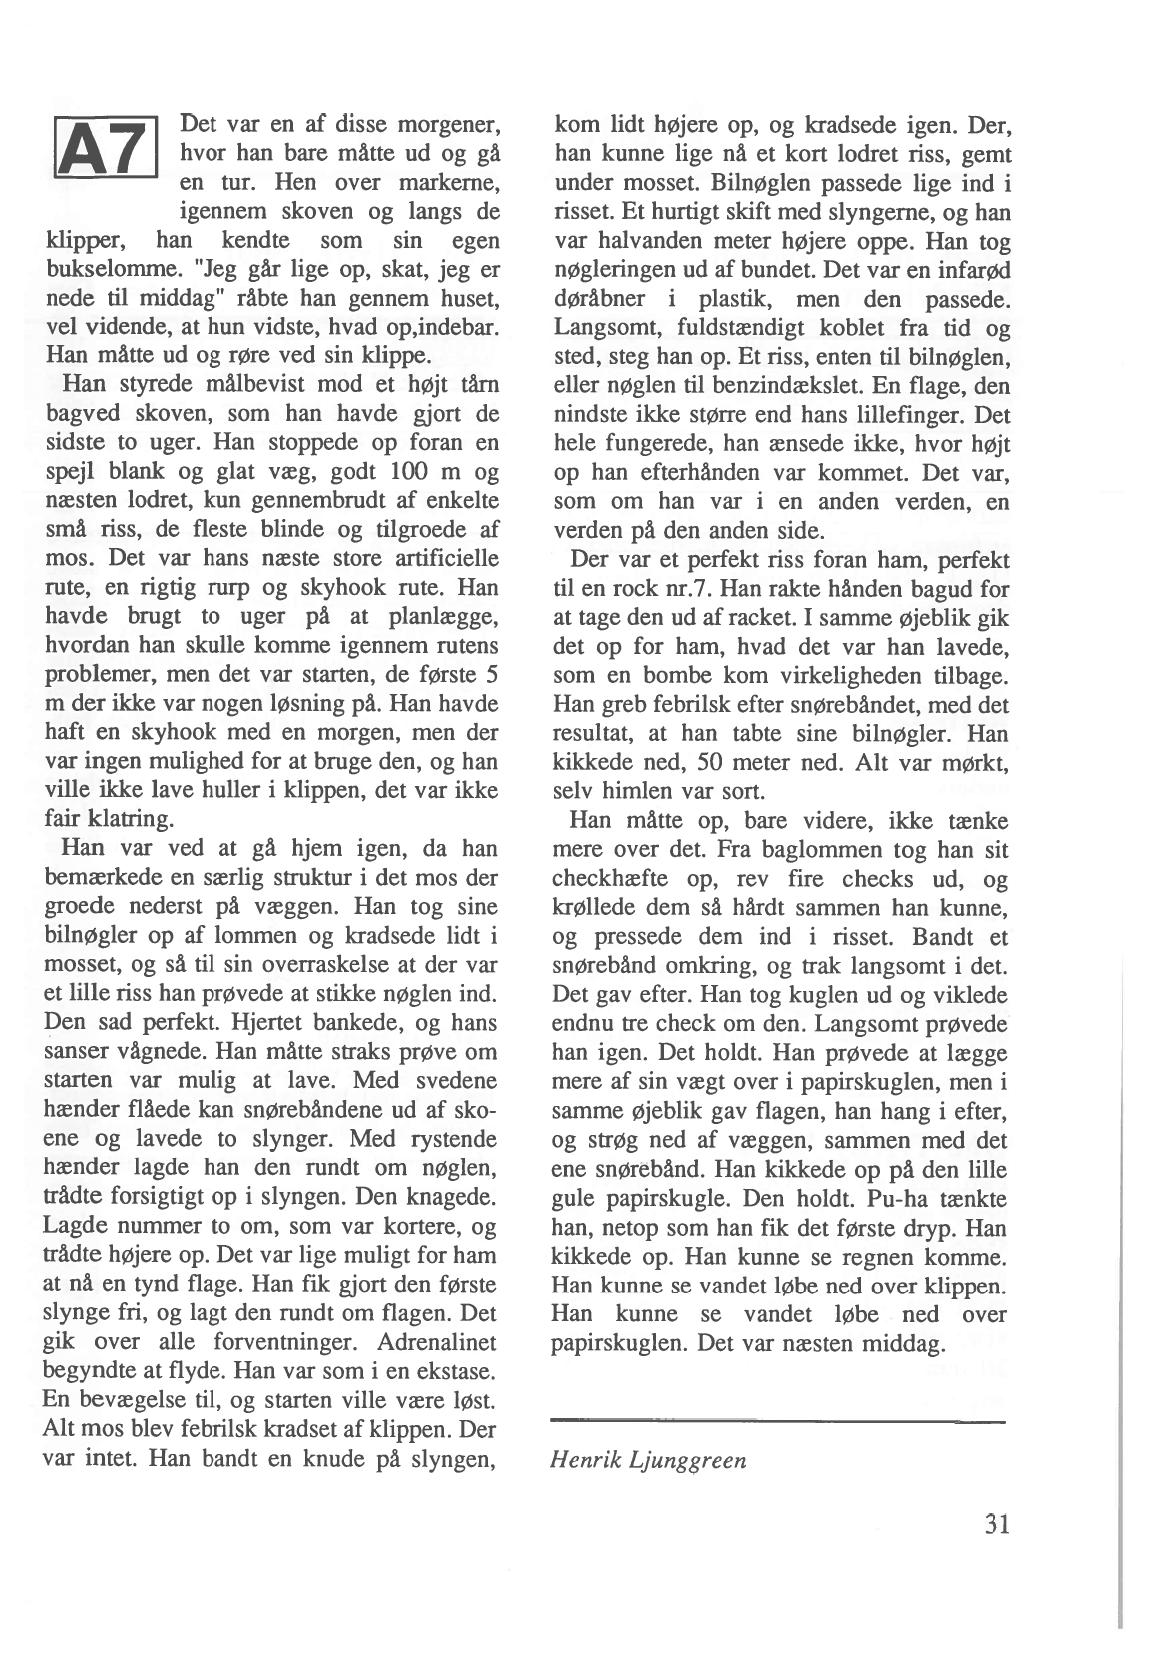 A7
Det var en af disse morgener,
hvor han bare måtte ud og gå
en tur. Hen over markerne,
igennem skoven og langs de
klipper, han kendte som sin egen
bukselomme. "Jeg går lige op, skat, jeg er
nede til middag" råbte han gennem huset,
vel vidende, at hun vidste, hvad op,indebar.
Han måtte ud og røre ved sin klippe.
Han styrede målbevist mod et højt tårn
bagved skoven, som han havde gjort de
sidste to uger. Han stoppede op foran en
spejl blank og glat væg, godt 100 m og
næsten lodret, kun gennembrudt af enkelte
små riss, de fleste blinde og tilgroede af
mos. Det var hans næste store artificielle
rute, en rigtig rurp og skyhook rute. Han
havde brugt to uger på at planlægge,
hvordan han skulle komme igennem rutens
problemer, men det var starten, de første 5
m der ikke var nogen løsning på. Han havde
haft en skyhook med en morgen, men der
var ingen mulighed for at bruge den, og han
ville ikke lave huller i klippen, det var ikke
fair klatring.
Han var ved at gå hjem igen, da han
bemærkede en særlig struktur i det mos der
groede nederst på væggen. Han tog sine
bilnøgler op af lommen og kradsede lidt i
mosset, og så til sin overraskelse at der var
et lille riss han prøvede at stikke nøglen ind.
Den sad perfekt. Hjertet bankede, og hans
sanser vågnede. Han måtte straks prøve om
starten var mulig at lave. Med svedene
hænder flåede kan snørebåndene ud af sko-
ene og lavede to slynger. Med rystende
hænder lagde han den rundt om nøglen,
trådte forsigtigt op i slyngen. Den knagede.
Lagde nummer to om, som var kortere, og
trådte højere op. Det var lige muligt for ham
at nå en tynd flage. Han fik gjort den første
slynge fri, og lagt den rundt om flagen. Det
gik over alle forventninger. Adrenalinet
begyndte at flyde. Han var som i en ekstase.
En bevægelse til, og starten ville være løst.
Alt mos blev febrilsk kradset af klippen. Der
var intet. Han bandt en knude på slyngen,
kom lidt højere op, og kradsede igen. Der,
han kunne lige nå et kort lodret riss, gemt
under mosset. Bilnøglen passede lige ind i
risset. Et hurtigt skift med slyngerne, og han
var halvanden meter højere oppe. Han tog
nøgleringen ud af bundet. Det var en infarød
døråbner i plastik, men den passede.
Langsomt, fuldstændigt koblet fra tid og
sted, steg han op. Et riss, enten til bilnøglen,
eller nøglen til benzindækslet. En flage, den
nindste ikke større end hans lillefinger. Det
hele fungerede, han ænsede ikke, hvor højt
op han efterhånden var kommet. Det var,
som om han var i en anden verden, en
verden på den anden side.
Der var et perfekt riss foran ham, perfekt
til en rock nr.7. Han rakte hånden bagud for
at tage den ud af racket. I samme øjeblik gik
det op for ham, hvad det var han lavede,
som en bombe kom virkeligheden tilbage.
Han greb febrilsk efter snørebåndet, med det
resultat, at han tabte sine bilnøgler. Han
kikkede ned, 50 meter ned. Alt var mørkt,
selv himlen var sort.
Han måtte op, bare videre, ikke tænke
mere over det. Fra baglommen tog han sit
checkhæfte op, rev fire checks ud, og
krøllede dem så hårdt sammen han kunne,
og pressede dem ind i risset. Bandt et
snørebånd omkring, og trak langsomt i det.
Det gav efter. Han tog kuglen ud og viklede
endnu tre check om den. Langsomt prøvede
han igen. Det holdt. Han prøvede at lægge
mere af sin vægt over i papirskuglen, men i
samme øjeblik gav flagen, han hang i efter,
og strøg ned af væggen, sammen med det
ene snørebånd. Han kikkede op på den lille
gule papirskugle. Den holdt. Pu-ha tænkte
han, netop som han fik det første dryp. Han
kikkede op. Han kunne se regnen komme.
Han kunne se vandet løbe ned over klippen.
Han kunne se vandet løbe ned over
papirskuglen. Det var næsten middag.
Henrik Ljunggreen
31